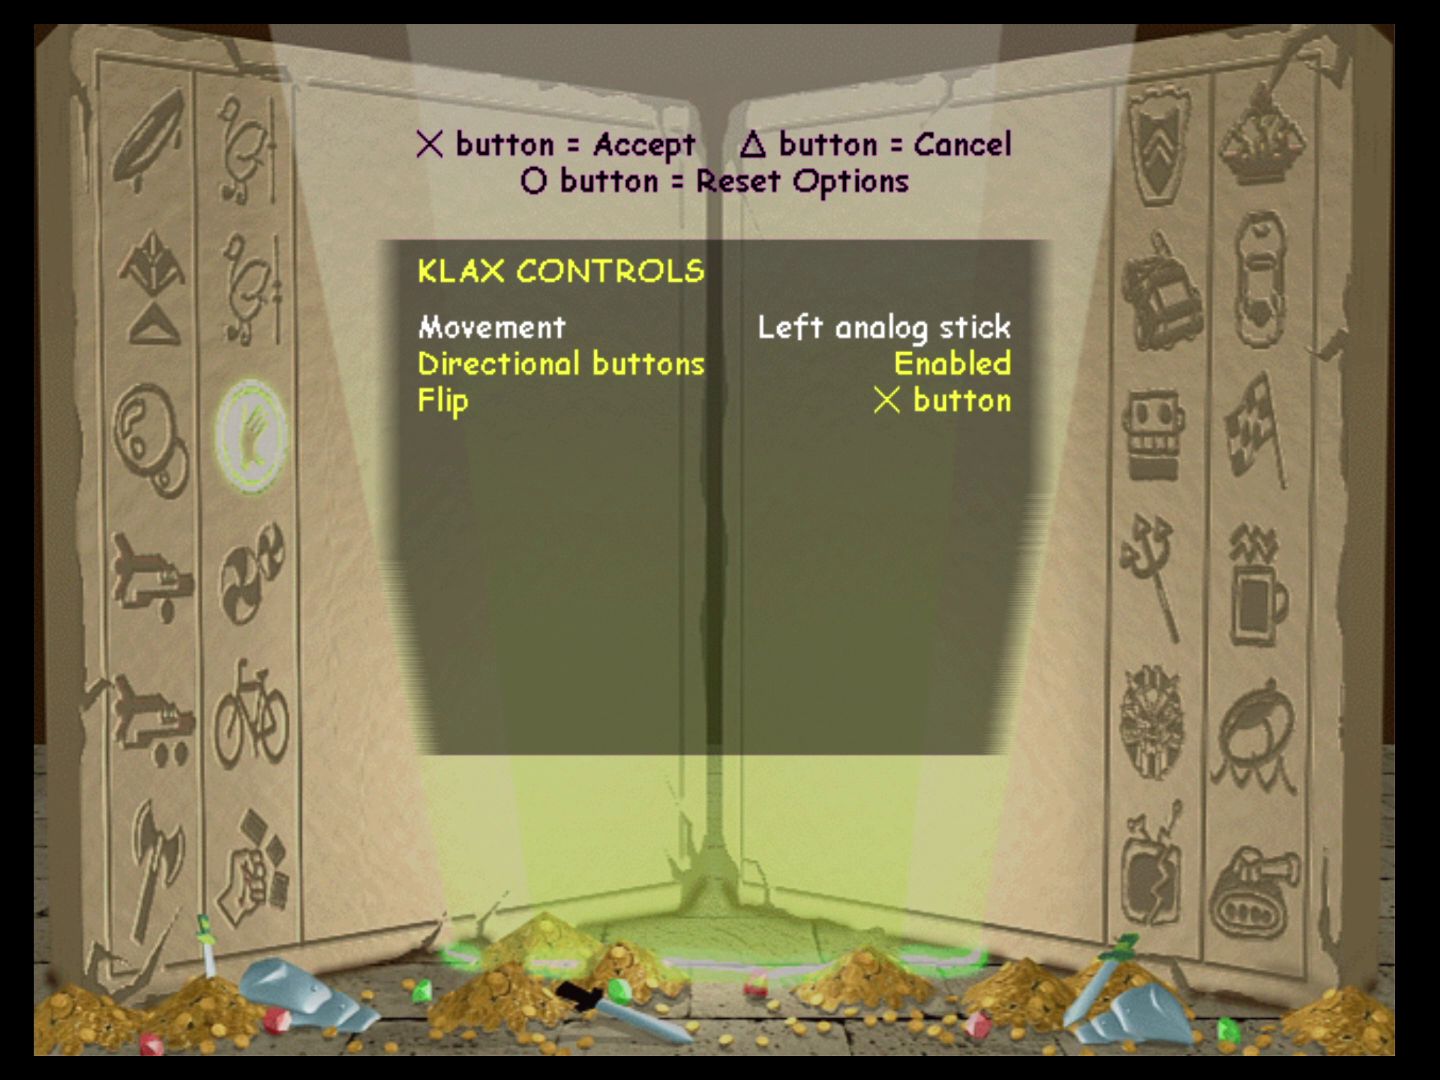 X button = Accept △ button = Cancel
O button = Reset Options
KLAX CONTROLS
Movement Left analog stick
Directional buttons Enabled
Flip X button